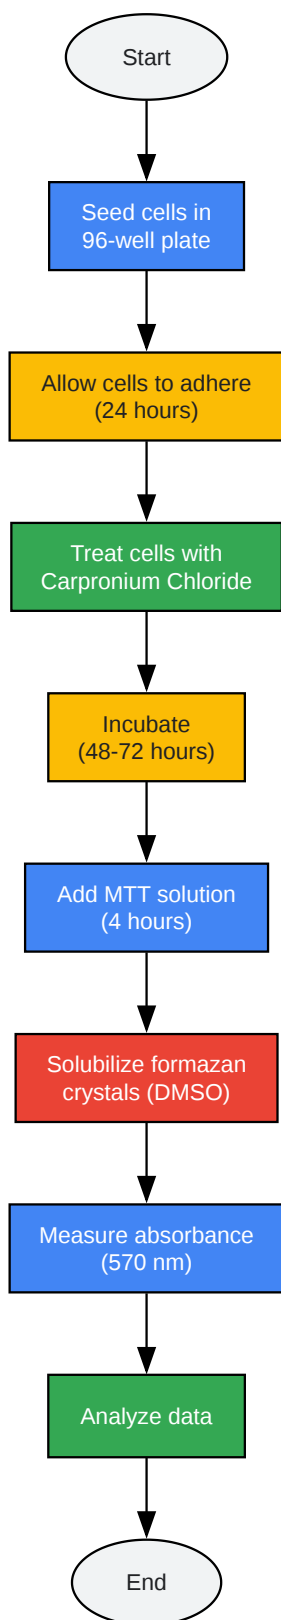 Start
Seed cells in
96-well plate
Allow cells to adhere
(24 hours)
Treat cells with
Carpronium Chloride
Incubate
(48-72 hours)
Add MTT solution
(4 hours)
Solubilize formazan
crystals (DMSO)
Measure absorbance
(570 nm)
Analyze data
End